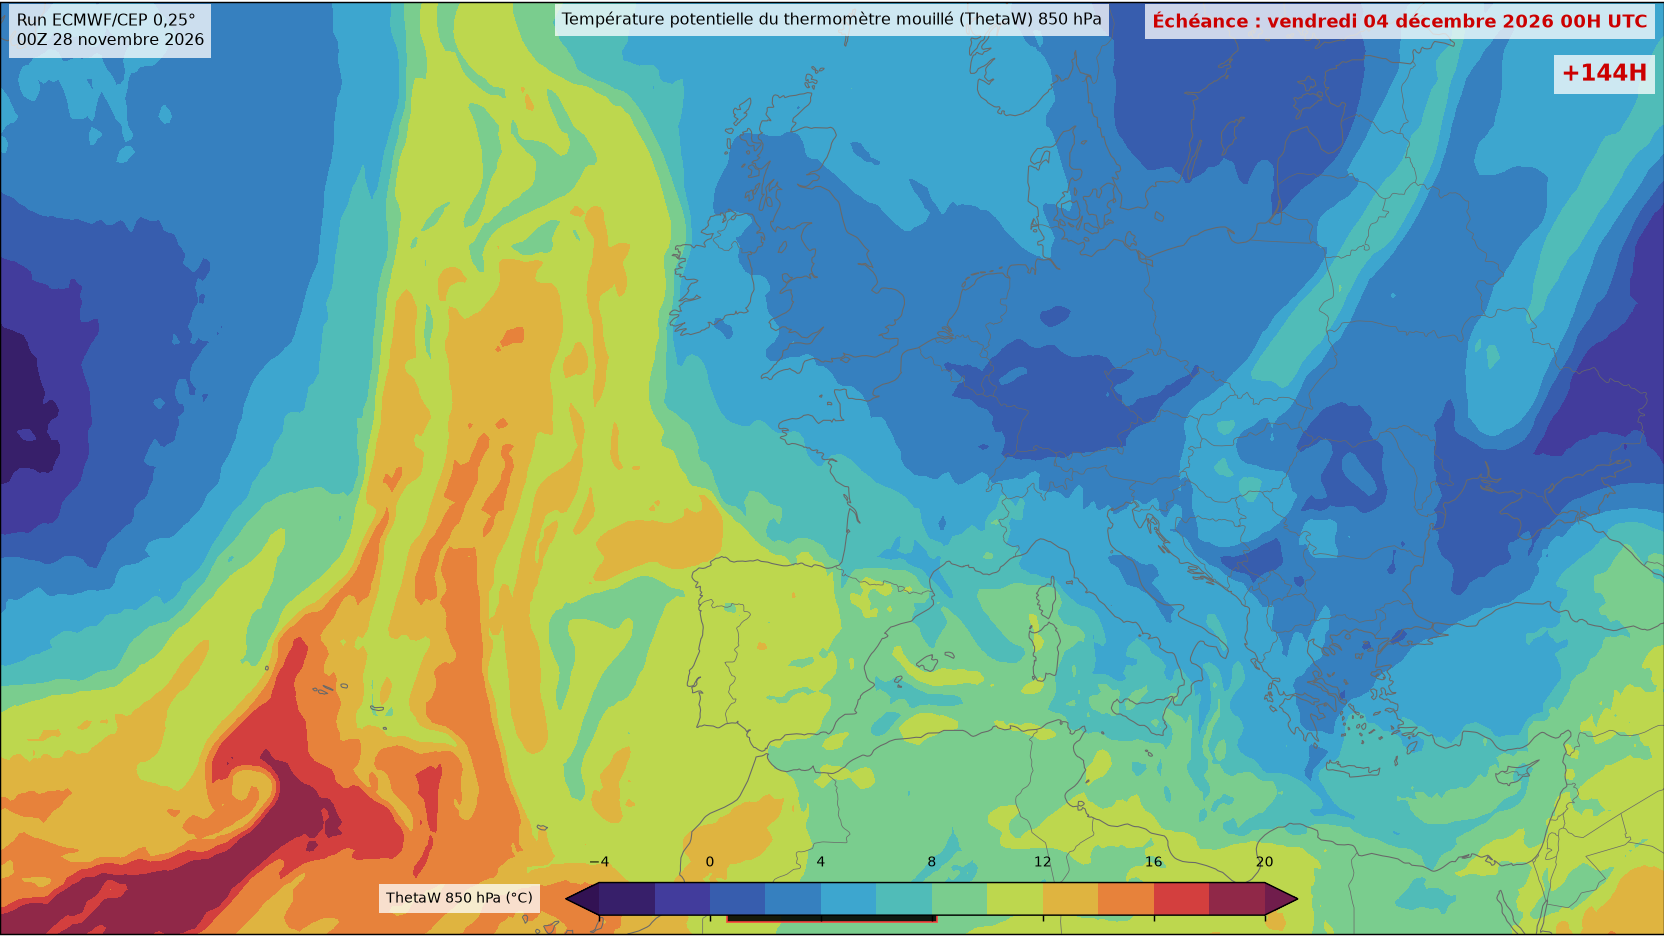 Run ECMWF/CEP 0,25°
00Z 28 novembre 2026
Température potentielle du thermomètre mouillé (ThetaW) 850 hPa
Échéance : vendredi 04 décembre 2026 00H UTC
+144H
−4 0 4 8 12 16 20
ThetaW 850 hPa (°C)